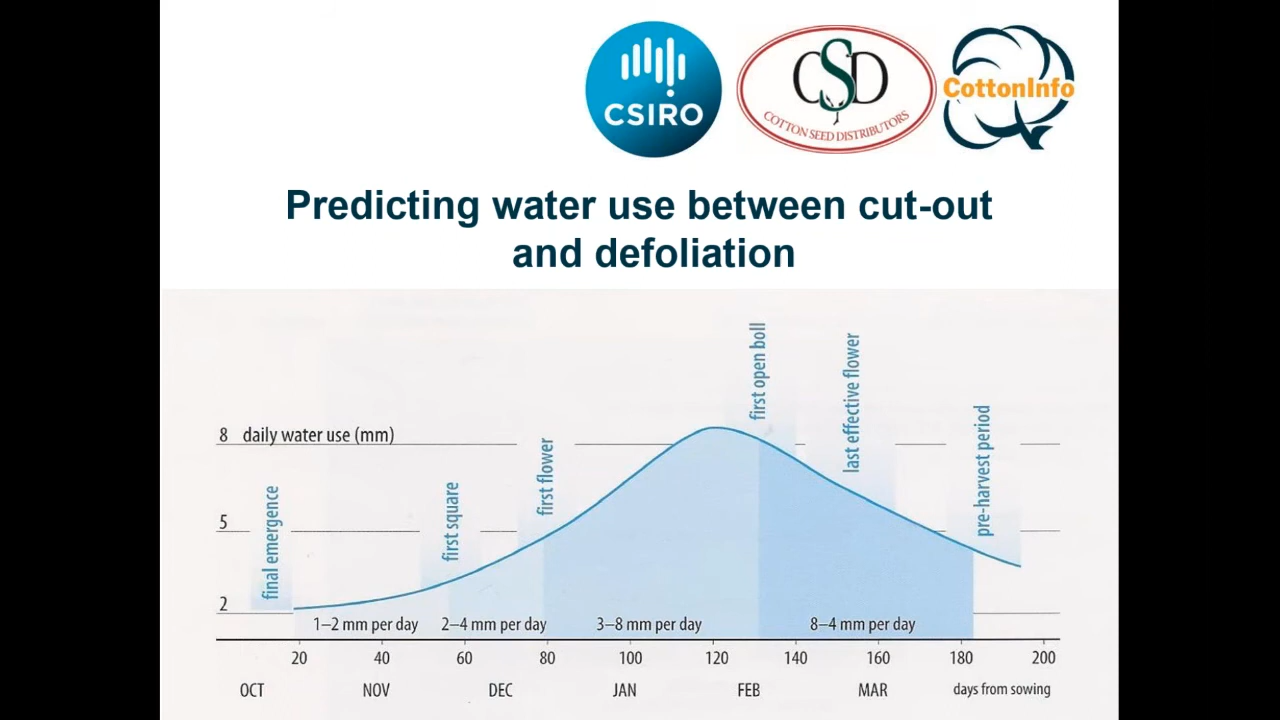 CSIRO
CSD
COTTON SEED DISTRIBUTORS
CottonInfo
Predicting water use between cut-out
and defoliation
8 daily water use (mm)
5
2
final emergence
first square
first flower
first open boll
last effective flower
pre-harvest period
1–2 mm per day 2–4 mm per day 3–8 mm per day 8–4 mm per day
20 40 60 80 100 120 140 160 180 200
OCT NOV DEC JAN FEB MAR days from sowing